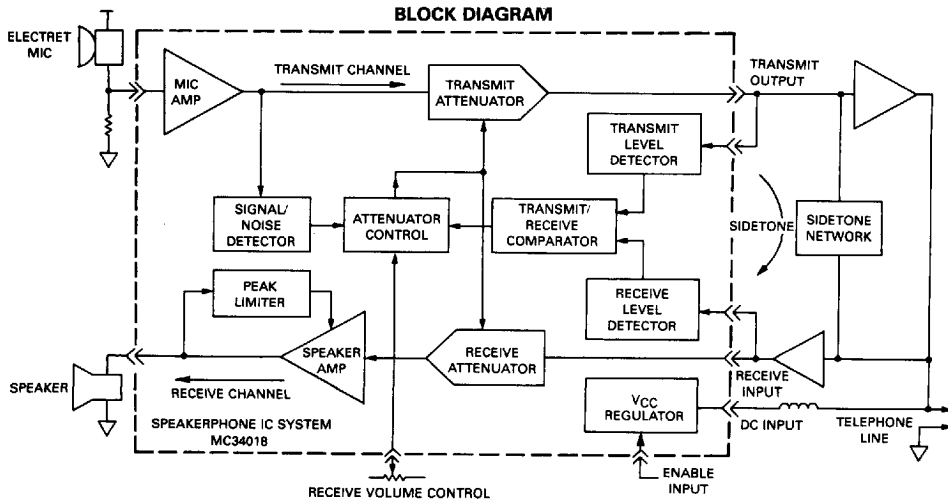 BLOCK DIAGRAM
ELECTRET
MIC
MIC
AMP
TRANSMIT CHANNEL
TRANSMIT
ATTENUATOR
TRANSMIT
OUTPUT
TRANSMIT
LEVEL
DETECTOR
SIGNAL/
NOISE
DETECTOR
ATTENUATOR
CONTROL
TRANSMIT/
RECEIVE
COMPARATOR
SIDETONE
SIDETONE
NETWORK
PEAK
LIMITER
RECEIVE
LEVEL
DETECTOR
SPEAKER
AMP
RECEIVE
ATTENUATOR
RECEIVE
INPUT
SPEAKER
RECEIVE CHANNEL
VCC
REGULATOR
DC INPUT
TELEPHONE
LINE
SPEAKERPHONE IC SYSTEM
MC34018
ENABLE
INPUT
RECEIVE VOLUME CONTROL